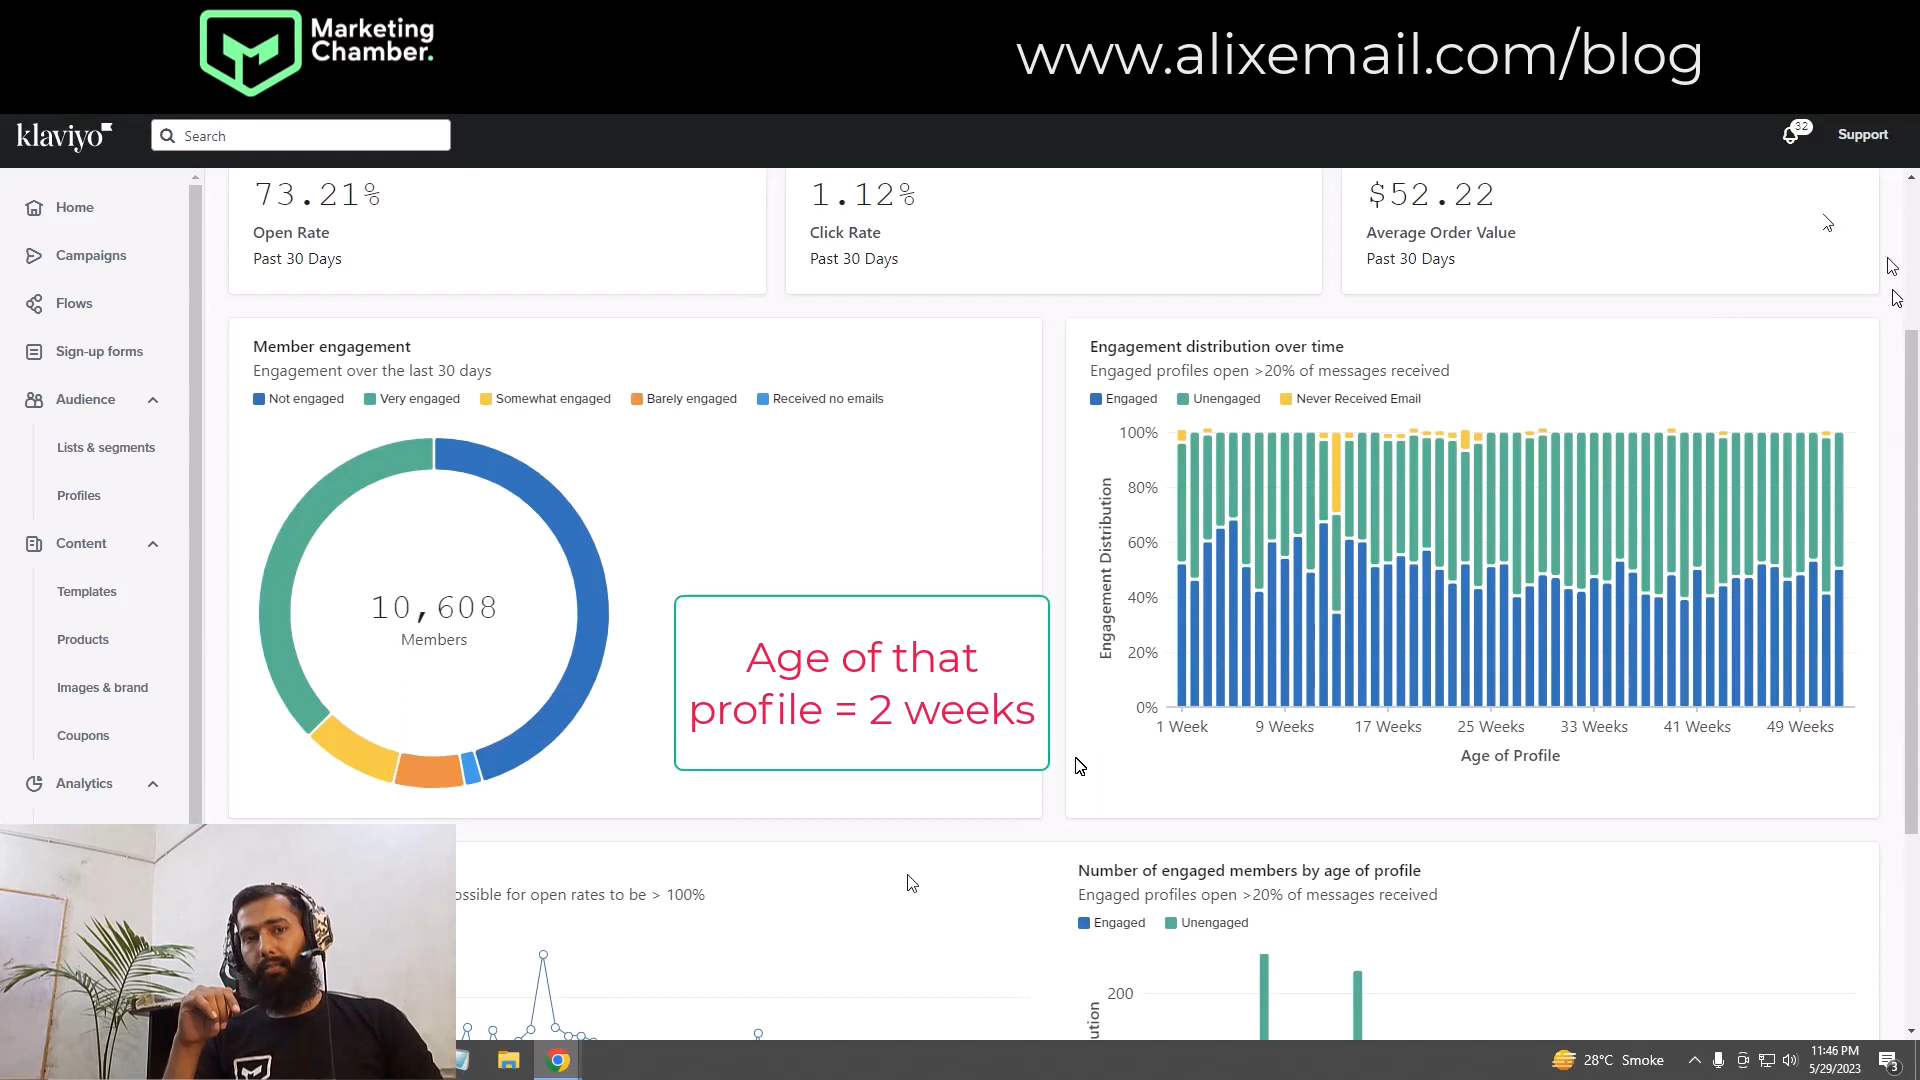 Marketing
Chamber.
www.alixemail.com/blog
klaviyo
Search
32
Support
Home
Campaigns
Flows
Sign-up forms
Audience
Lists & segments
Profiles
Content
Templates
Products
Images & brand
Coupons
Analytics
73.21%
Open Rate
Past 30 Days
1.12%
Click Rate
Past 30 Days
$52.22
Average Order Value
Past 30 Days
Member engagement
Engagement over the last 30 days
Not engaged Very engaged Somewhat engaged Barely engaged Received no emails
10,608
Members
Age of that
profile = 2 weeks
Engagement distribution over time
Engaged profiles open >20% of messages received
Engaged Unengaged Never Received Email
Engagement Distribution
100%
80%
60%
40%
20%
0%
1 Week 9 Weeks 17 Weeks 25 Weeks 33 Weeks 41 Weeks 49 Weeks
Age of Profile
ossible for open rates to be > 100%
Number of engaged members by age of profile
Engaged profiles open >20% of messages received
Engaged Unengaged
200
ution
28°C Smoke
11:46 PM
5/29/2023
3